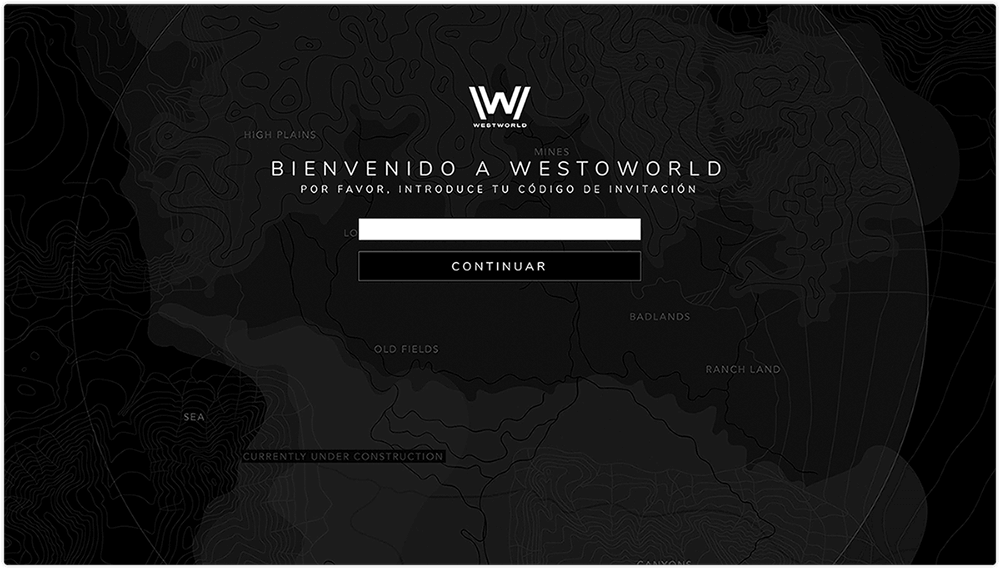 WESTWORLD
HIGH PLAINS
MINES
BIENVENIDO A WESTOWORLD
POR FAVOR, INTRODUCE TU CÓDIGO DE INVITACIÓN
CONTINUAR
BADLANDS
OLD FIELDS
RANCH LAND
SEA
CURRENTLY UNDER CONSTRUCTION
CANYONS